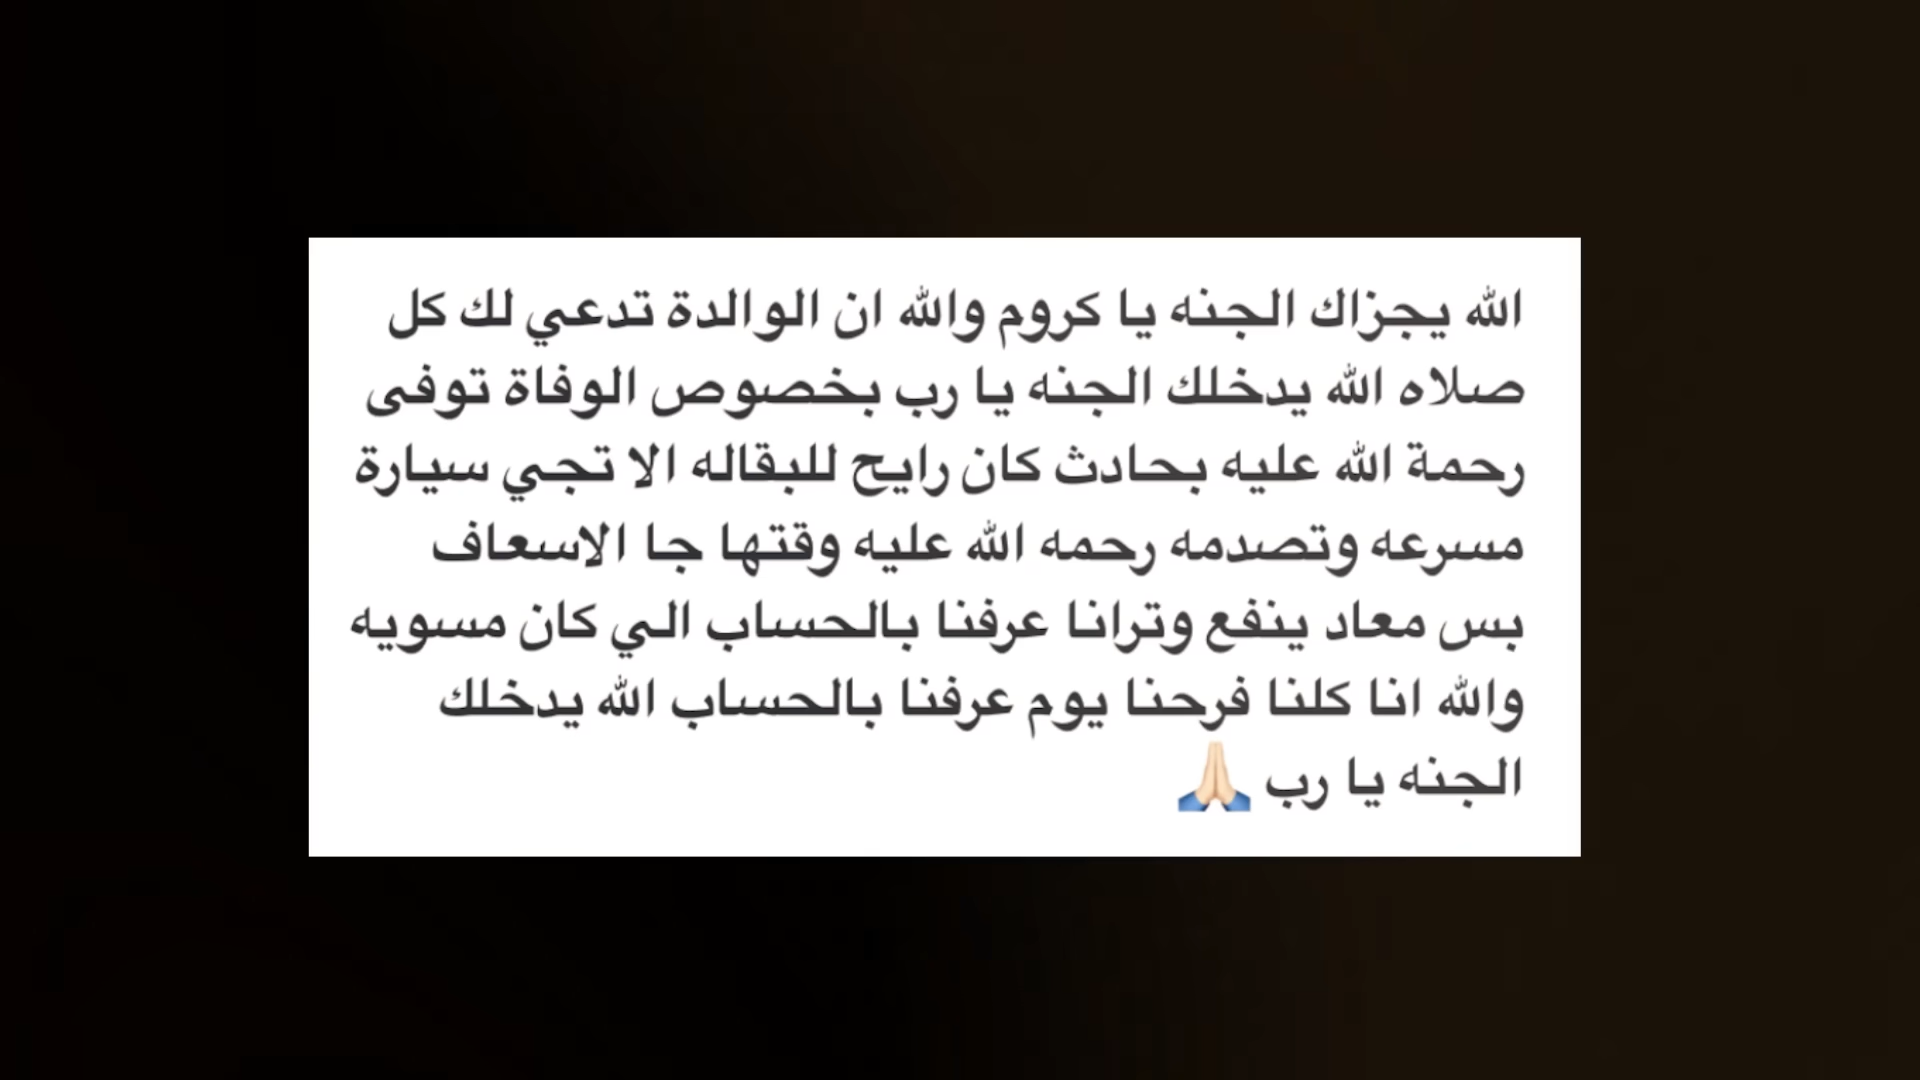 الله يجزاك الجنه يا كروم والله ان الوالدة تدعي لك كل
صلاه الله يدخلك الجنه يا رب بخصوص الوفاة توفى
رحمة الله عليه بحادث كان رايح للبقاله الا تجي سيارة
مسرعه وتصدمه رحمه الله عليه وقتها جا الاسعاف
بس معاد ينفع وترانا عرفنا بالحساب الي كان مسويه
والله انا كلنا فرحنا يوم عرفنا بالحساب الله يدخلك
الجنه يا رب 🙏🏻